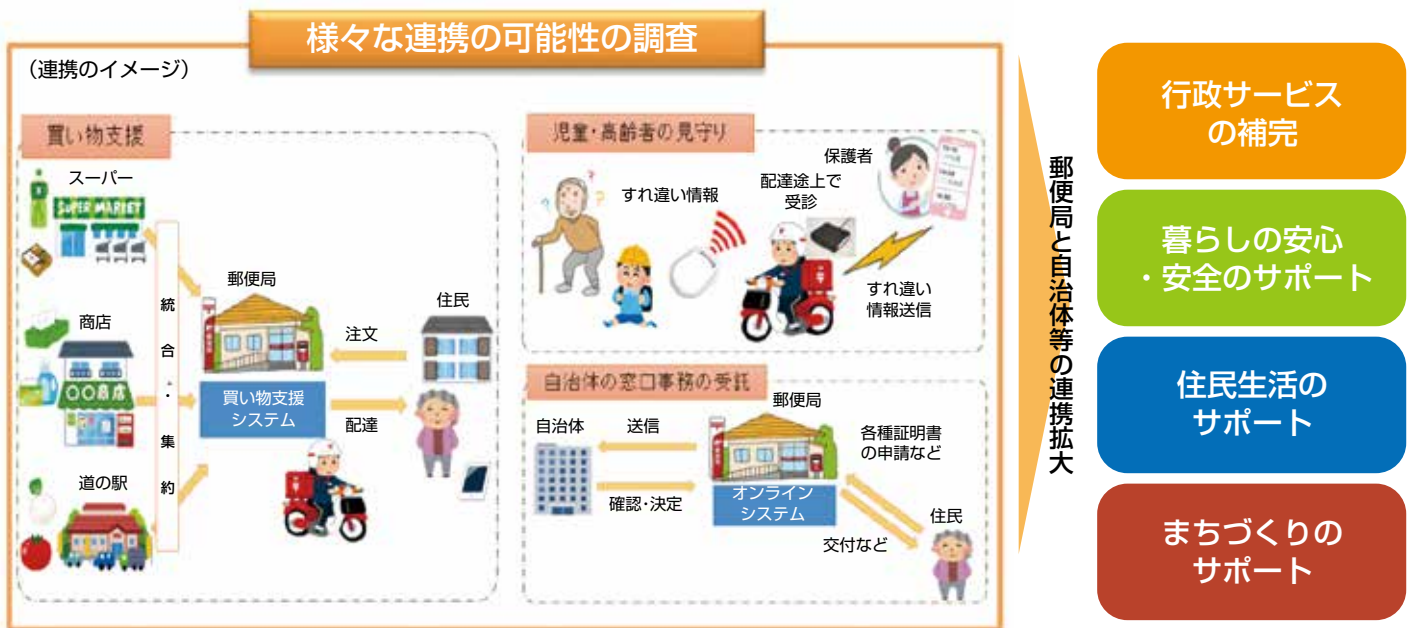 様々な連携の可能性の調査
（連携のイメージ）
買い物支援
スーパー
SUPER MARKET
商店
〇〇商店
道の駅
統合・・集約
郵便局
買い物支援
システム
注文
配達
住民
児童・高齢者の見守り
すれ違い情報
配達途上で
受診
保護者
すれ違い
情報送信
自治体の窓口事務の受託
自治体
送信
確認・決定
郵便局
オンライン
システム
各種証明書
の申請など
交付など
住民
郵便局と自治体等の連携拡大
行政サービス
の補完
暮らしの安心
・安全のサポート
住民生活の
サポート
まちづくりの
サポート